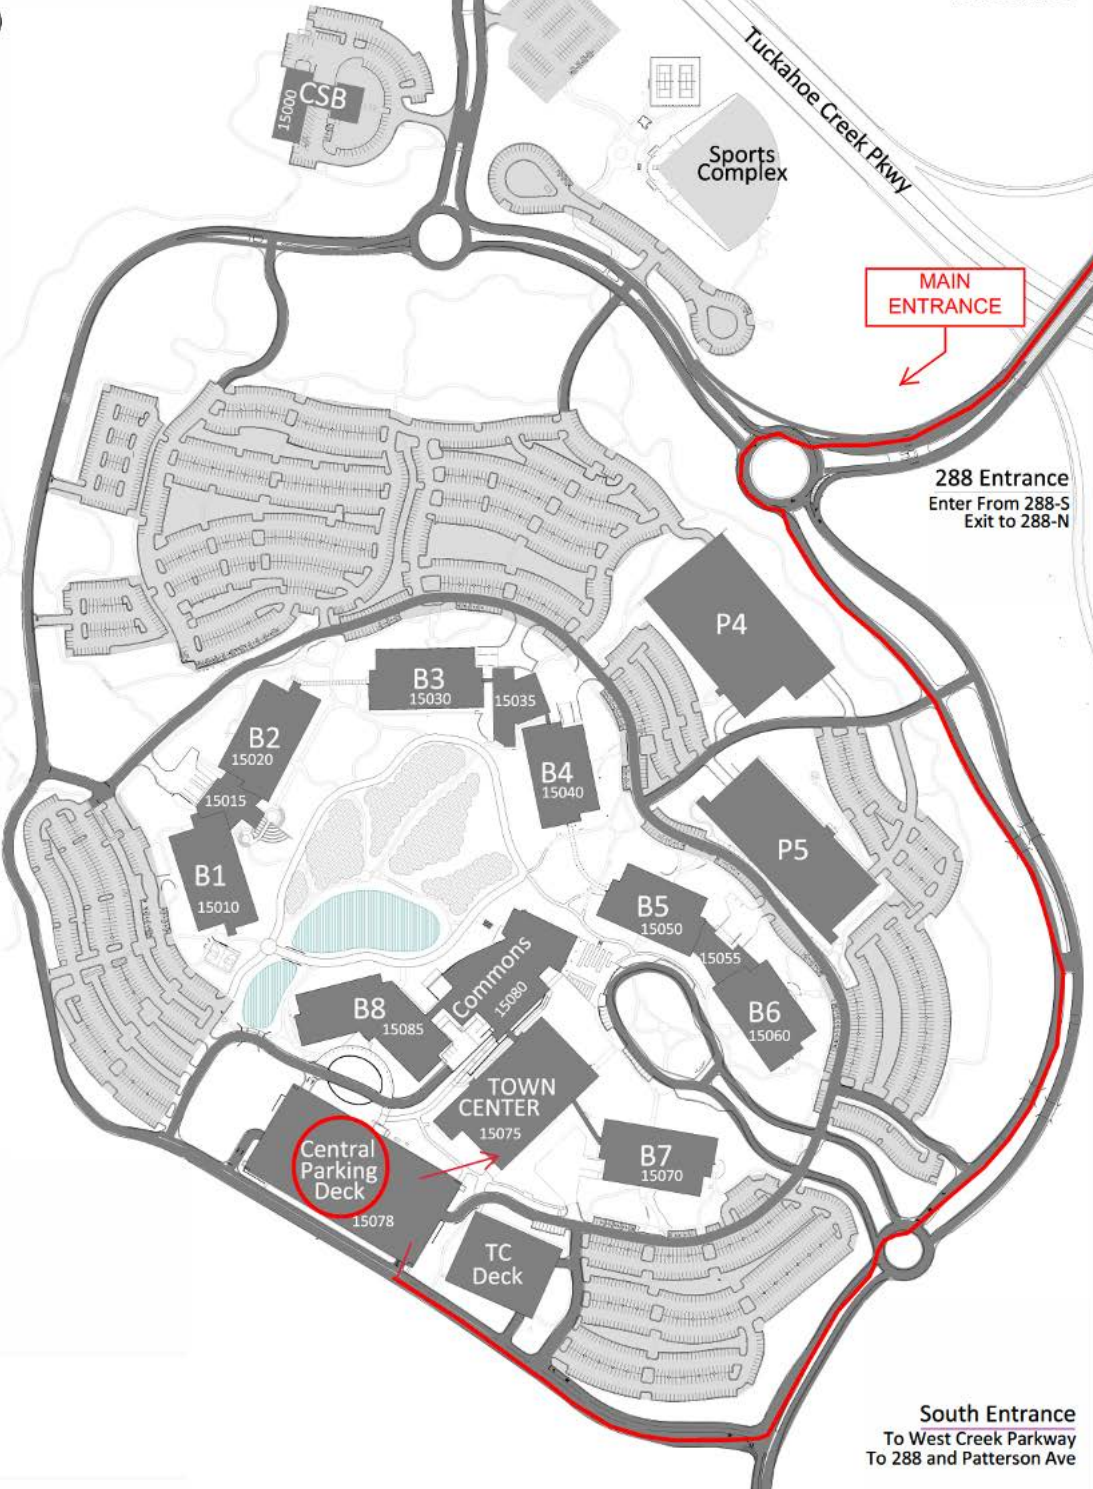 Tuckahoe Creek Pkwy
CSB
15000
Sports
Complex
MAIN
ENTRANCE
288 Entrance
Enter From 288-S
Exit to 288-N
P4
B3
15030
15035
B2
15020
B4
15040
15015
P5
B1
15010
B5
15050
15055
Commons
15080
B8
15085
B6
15060
TOWN
CENTER
15075
Central
Parking
Deck
15078
B7
15070
TC
Deck
South Entrance
To West Creek Parkway
To 288 and Patterson Ave